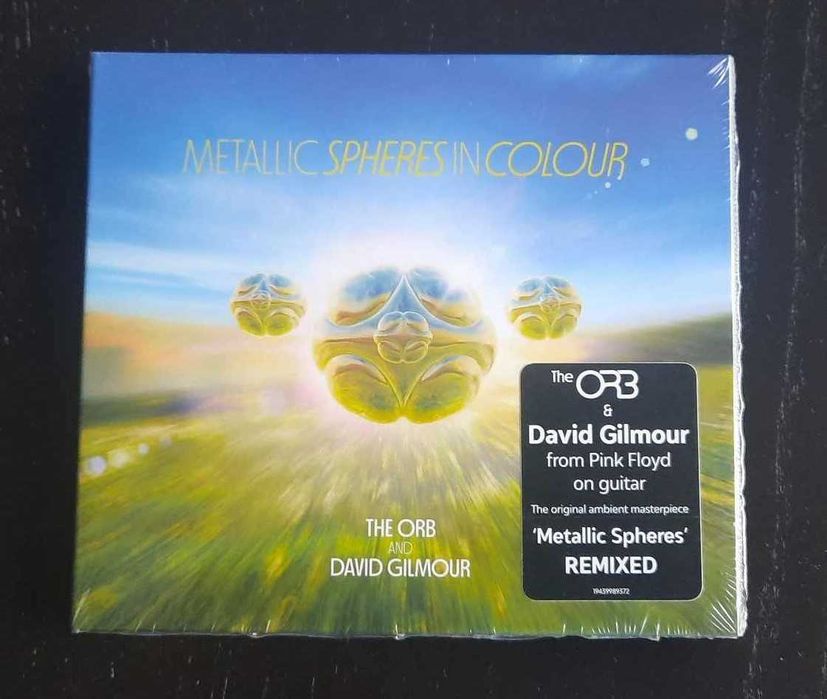 METALLIC SPHERES IN COLOUR
THE ORB
AND
DAVID GILMOUR
The ORB
&
David Gilmour
from Pink Floyd
on guitar
The original ambient masterpiece
'Metallic Spheres'
REMIXED
19439989372